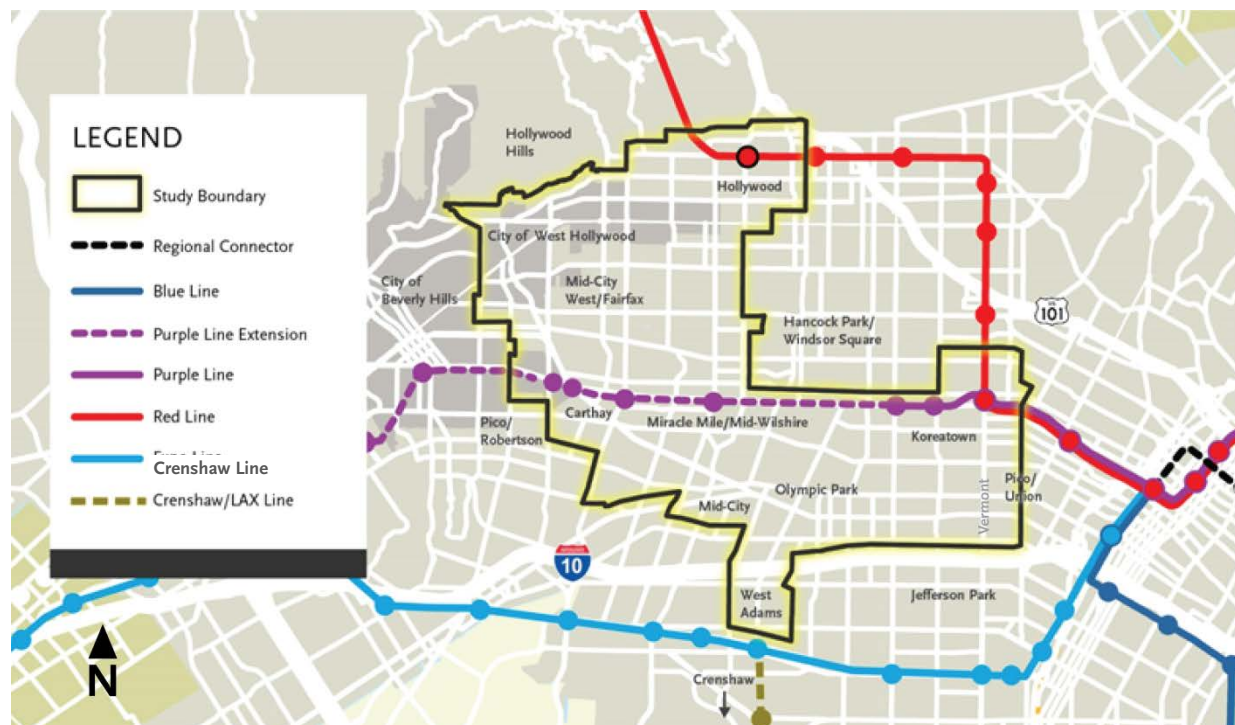 LEGEND
Study Boundary
Regional Connector
Blue Line
Purple Line Extension
Purple Line
Red Line
Crenshaw Line
Crenshaw/LAX Line
N
Hollywood
Hills
Hollywood
City of West Hollywood
City of
Beverly Hills
Mid-City
West/Fairfax
Hancock Park/
Windsor Square
US
101
Carthay
Miracle Mile/Mid-Wilshire
Pico/
Robertson
Koreatown
Olympic Park
Mid-City
Vermont
Pico/
Union
10
West
Adams
Jefferson Park
Crenshaw